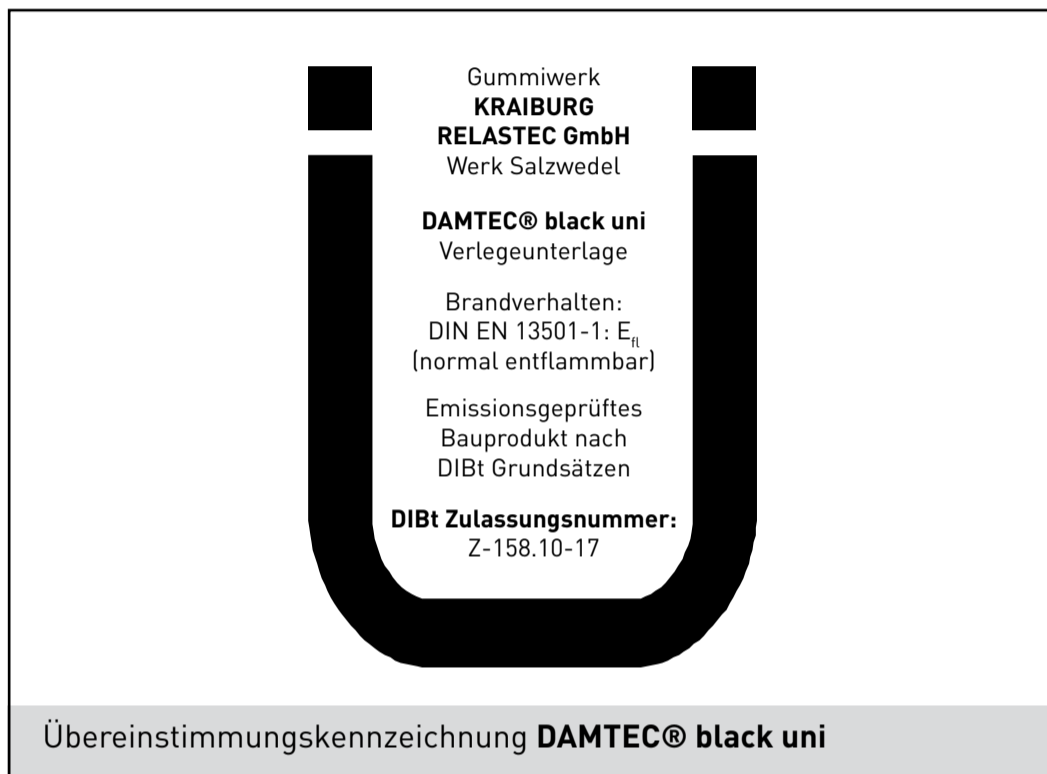 Gummiwerk
KRAIBURG
RELASTEC GmbH
Werk Salzwedel
DAMTEC® black uni
Verlegeunterlage
Brandverhalten:
DIN EN 13501-1: Efl
(normal entflammbar)
Emissionsgeprüftes
Bauprodukt nach
DIBt Grundsätzen
DIBt Zulassungsnummer:
Z-158.10-17
Übereinstimmungskennzeichnung DAMTEC® black uni